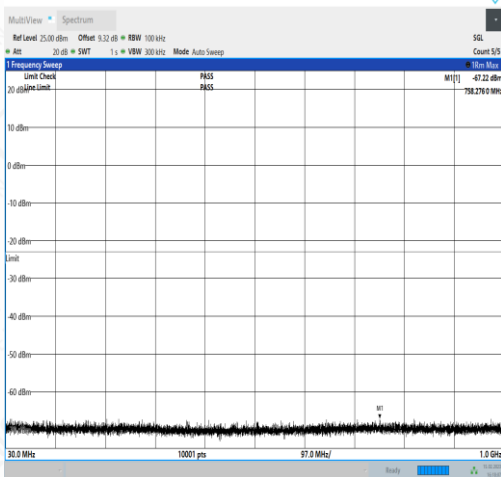 MultiView Spectrum
Ref Level 25.00 dBm Offset 9.32 dB RBW 100 kHz SGL
Att 20 dB SWT 1 s VBW 300 kHz Mode Auto Sweep Count 5/5
1 Frequency Sweep 1Rm Max
Limit Check PASS M1[1] -67.22 dBm
Line Limit PASS 758.2760 MHz
20 dBm
10 dBm
0 dBm
-10 dBm
-20 dBm
Limit
-30 dBm
-40 dBm
-50 dBm
-60 dBm
M1
30.0 MHz 10001 pts 97.0 MHz/ 1.0 GHz
Ready